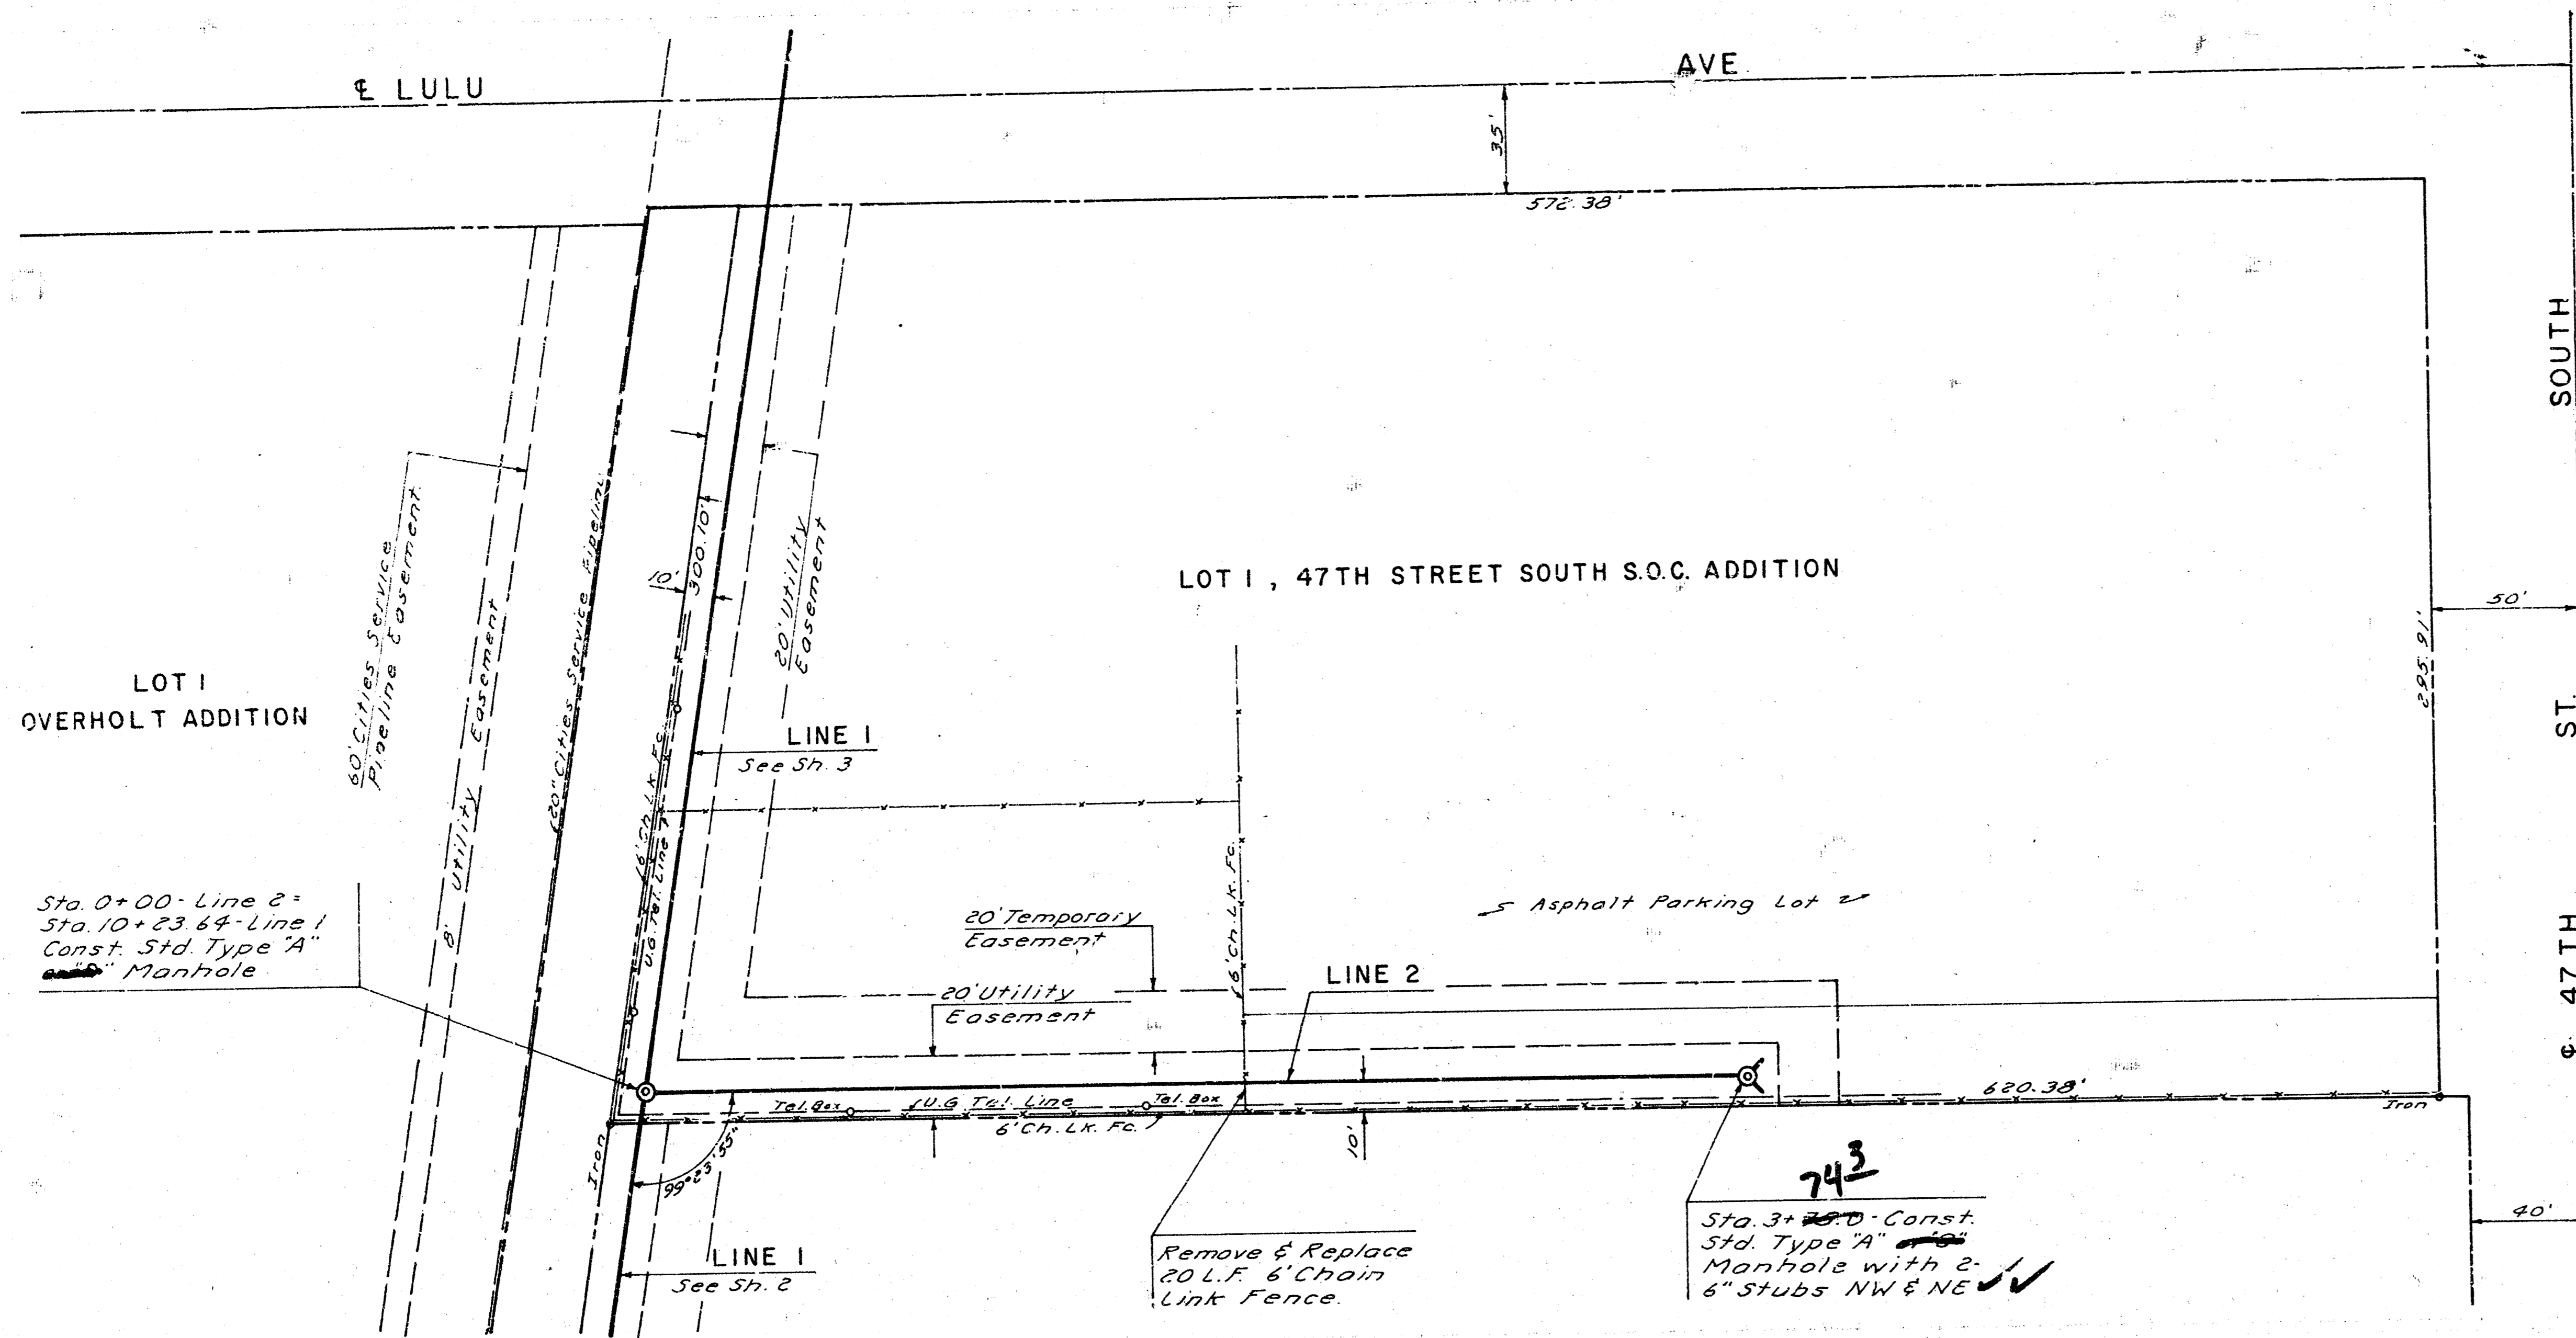 ℄ LULU
AVE.
35'
572.38'
SOUTH
50'
295.91'
ST.
℄ 47TH
40'
LOT 1, 47TH STREET SOUTH S.O.C. ADDITION
LOT 1
OVERHOLT ADDITION
60' Cities Service
Pipeline Easement
8' Utility Easement
20" Cities Service Pipeline
6' Ch. Lk. Fc.
U.G. Tel. Line
10'
300.10'
20' Utility
Easement
LINE 1
See Sh. 3
Sta. 0+00 - Line 2 =
Sta. 10+23.64 - Line 1
Const. Std. Type "A"
Manhole
20' Temporary
Easement
20' Utility
Easement
6' Ch. Lk. Fc.
Asphalt Parking Lot
LINE 2
Tel. Box
U.G. Tel. Line
Tel. Box
6' Ch. Lk. Fc.
10'
620.38'
Iron
Iron
99°23'55"
LINE 1
See Sh. 2
Remove & Replace
20 L.F. 6' Chain
Link Fence.
74 3
Sta. 3+ - Const.
Std. Type "A"
Manhole with 2-
6" Stubs NW & NE